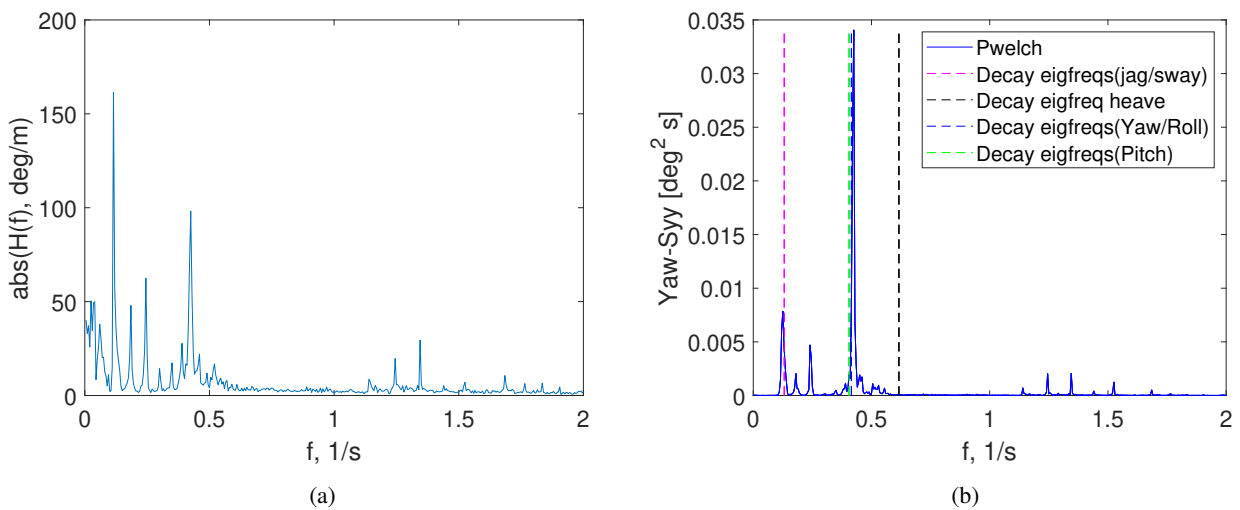 200
150
100
50
0
abs(H(f), deg/m)
0
0.5
1
1.5
2
f, 1/s
(a)
0.035
0.03
0.025
0.02
0.015
0.01
0.005
0
Yaw-Syy [deg² s]
Pwelch
Decay eigfreqs(jag/sway)
Decay eigfreq heave
Decay eigfreqs(Yaw/Roll)
Decay eigfreqs(Pitch)
0
0.5
1
1.5
2
f, 1/s
(b)